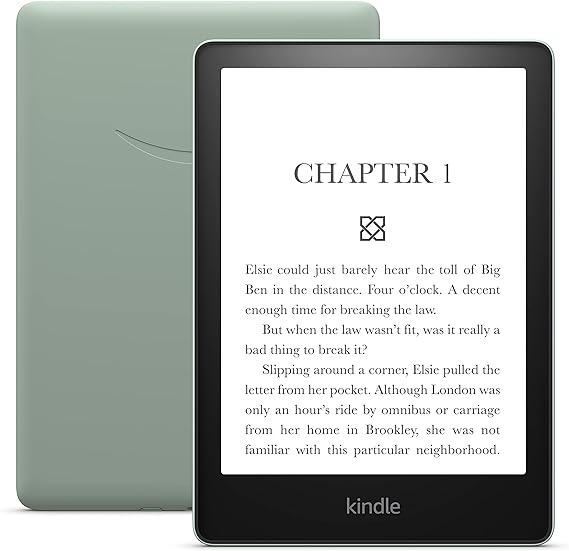 CHAPTER 1
Elsie could just barely hear the toll of Big
Ben in the distance. Four o’clock. A decent
enough time for breaking the law.
But when the law wasn’t fit, was it really a
bad thing to break it?
Slipping around a corner, Elsie pulled the
letter from her pocket. Although London was
only an hour’s ride by omnibus or carriage
from her home in Brookley, she was not
familiar with this particular neighborhood.
kindle